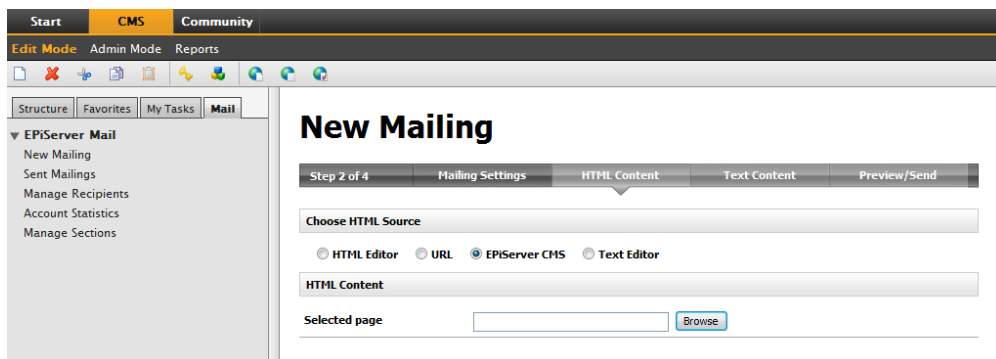 Start CMS Community
Edit Mode Admin Mode Reports
Structure Favorites My Tasks Mail
EPiServer Mail
New Mailing
Sent Mailings
Manage Recipients
Account Statistics
Manage Sections
New Mailing
Step 2 of 4 Mailing Settings HTML Content Text Content Preview/Send
Choose HTML Source
HTML Editor URL EPiServer CMS Text Editor
HTML Content
Selected page Browse